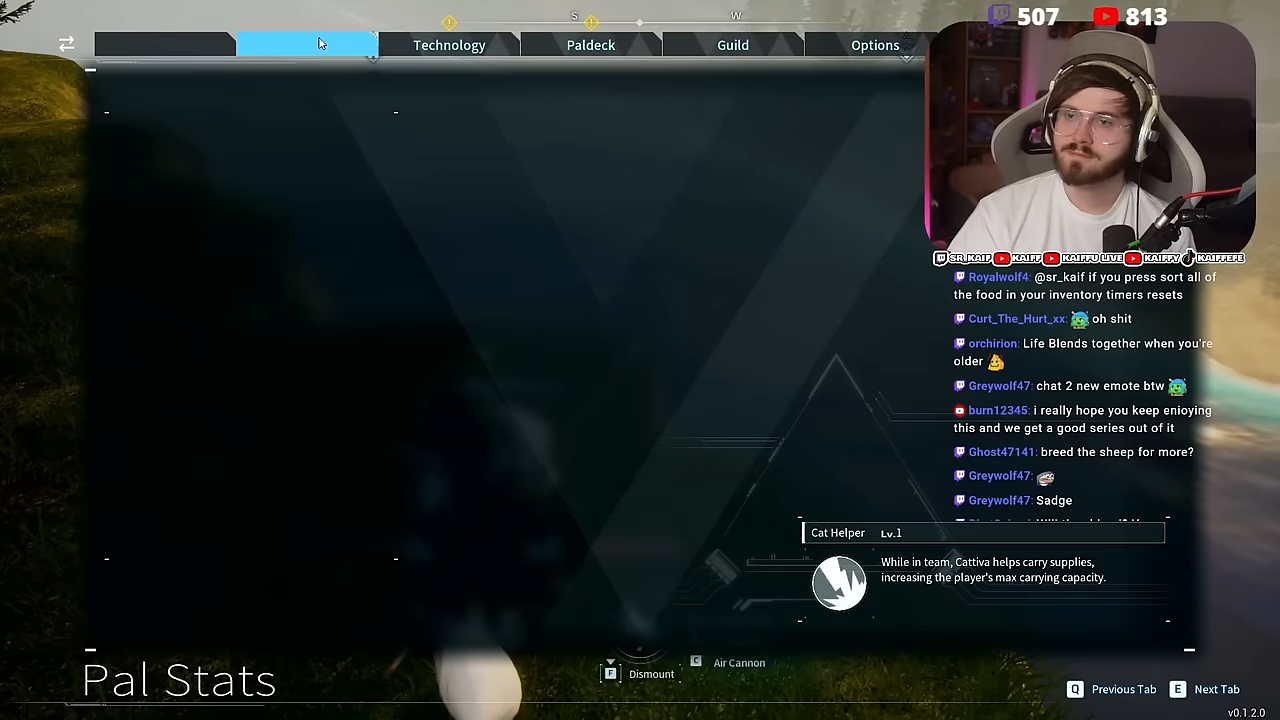 507 813
S W
Technology Paldeck Guild Options
SR_KAIF KAIFF KAIFFU LIVE KAIFFY KAIFFEFE
Royalwolf4: @sr_kaif if you press sort all of
the food in your inventory timers resets
Curt_The_Hurt_xx: oh shit
orchirion: Life Blends together when you're
older
Greywolf47: chat 2 new emote btw
burn12345: i really hope you keep enjoying
this and we get a good series out of it
Ghost47141: breed the sheep for more?
Greywolf47:
Greywolf47: Sadge
Cat Helper Lv.1
While in team, Cattiva helps carry supplies,
increasing the player's max carrying capacity.
C Air Cannon
F Dismount
Pal Stats
Q Previous Tab E Next Tab
v0.1.2.0